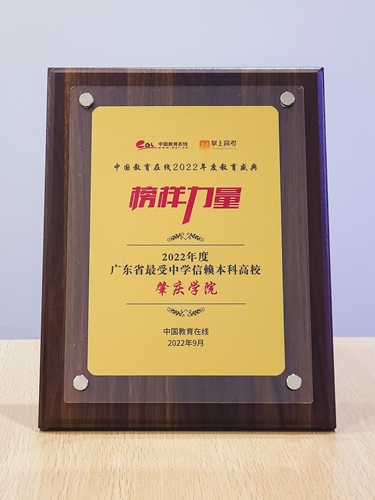 eol 中国教育在线 掌上高考
中国教育在线2022年度教育盛典
榜样力量
2022年度
广东省最受中学信赖本科高校
肇庆学院
中国教育在线
2022年9月